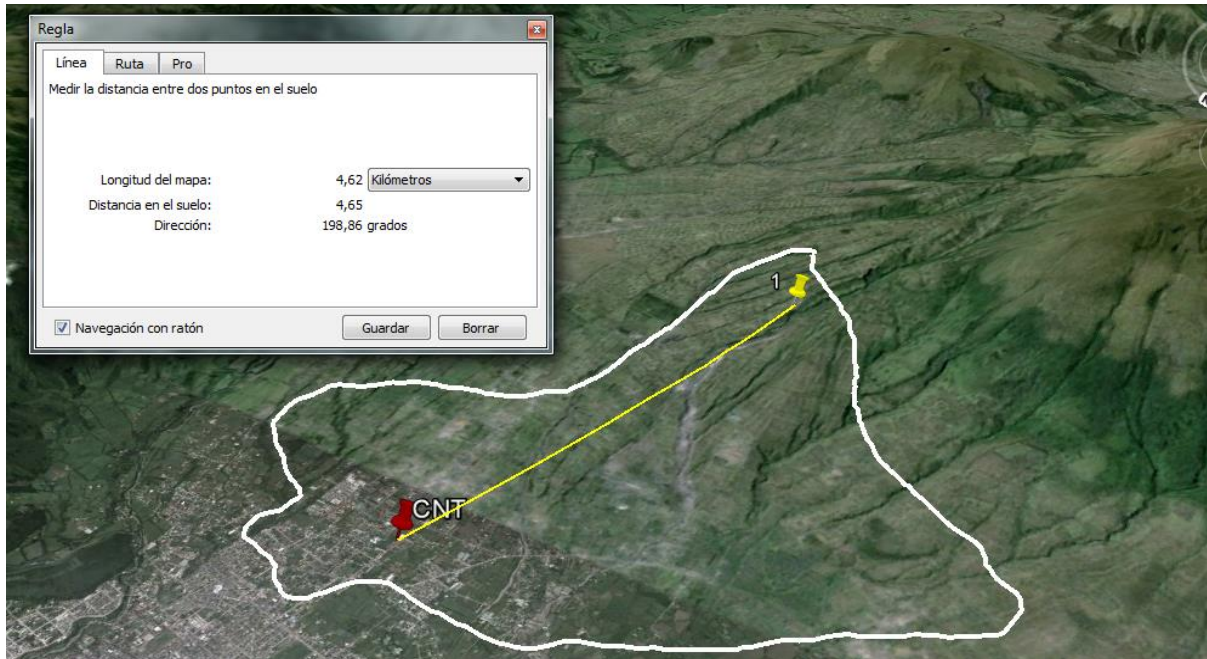 Regla
Línea Ruta Pro
Medir la distancia entre dos puntos en el suelo
Longitud del mapa: 4,62 Kilómetros
Distancia en el suelo: 4,65
Dirección: 198,86 grados
Navegación con ratón Guardar Borrar
1
CNT